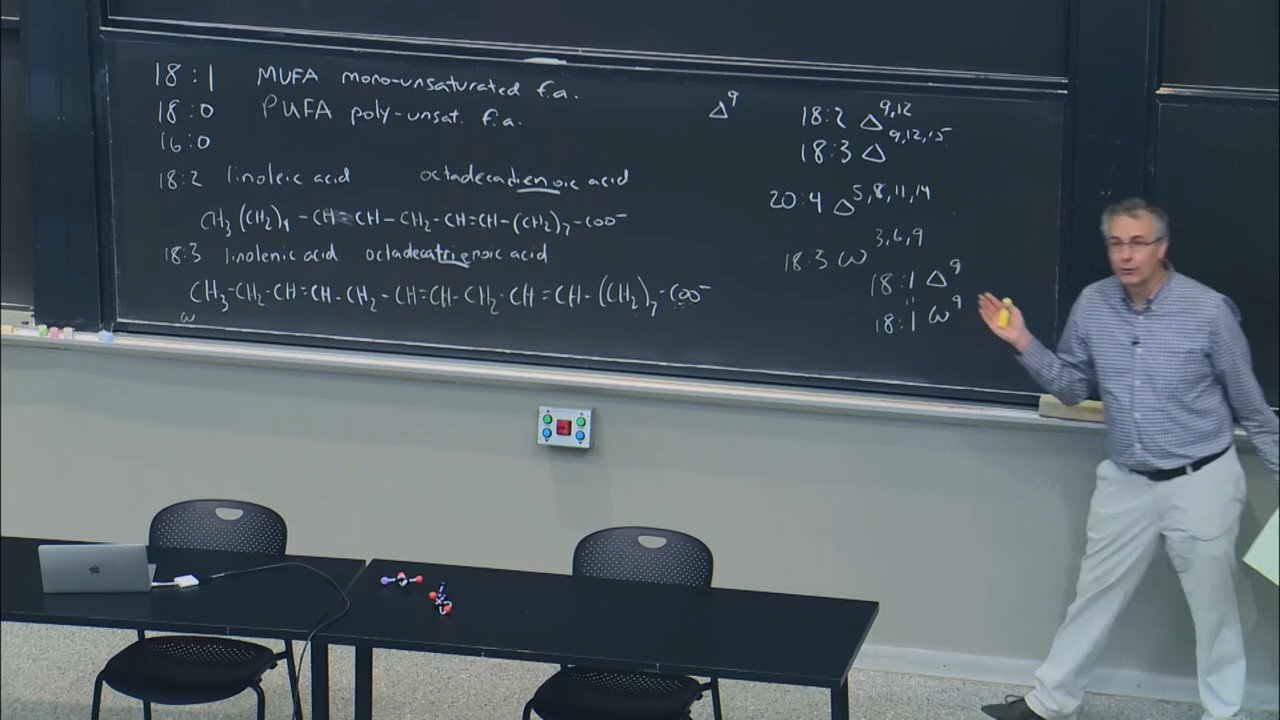 18:1 MUFA mono-unsaturated f.a.
18:0 PUFA poly-unsat. f.a.
16:0
18:2 linoleic acid octadecadienoic acid
CH₃(CH₂)₄-CH=CH-CH₂-CH=CH-(CH₂)₇-COO⁻
18:3 linolenic acid octadecatrienoic acid
CH₃-CH₂-CH=CH-CH₂-CH=CH-CH₂-CH=CH-(CH₂)₇-COO⁻
ω
Δ⁹
18:2 Δ⁹,¹²
18:3 Δ⁹,¹²,¹⁵
20:4 Δ⁵,⁸,¹¹,¹⁴
18:3 ω³,⁶,⁹
18:1 Δ⁹
"
18:1 ω⁹